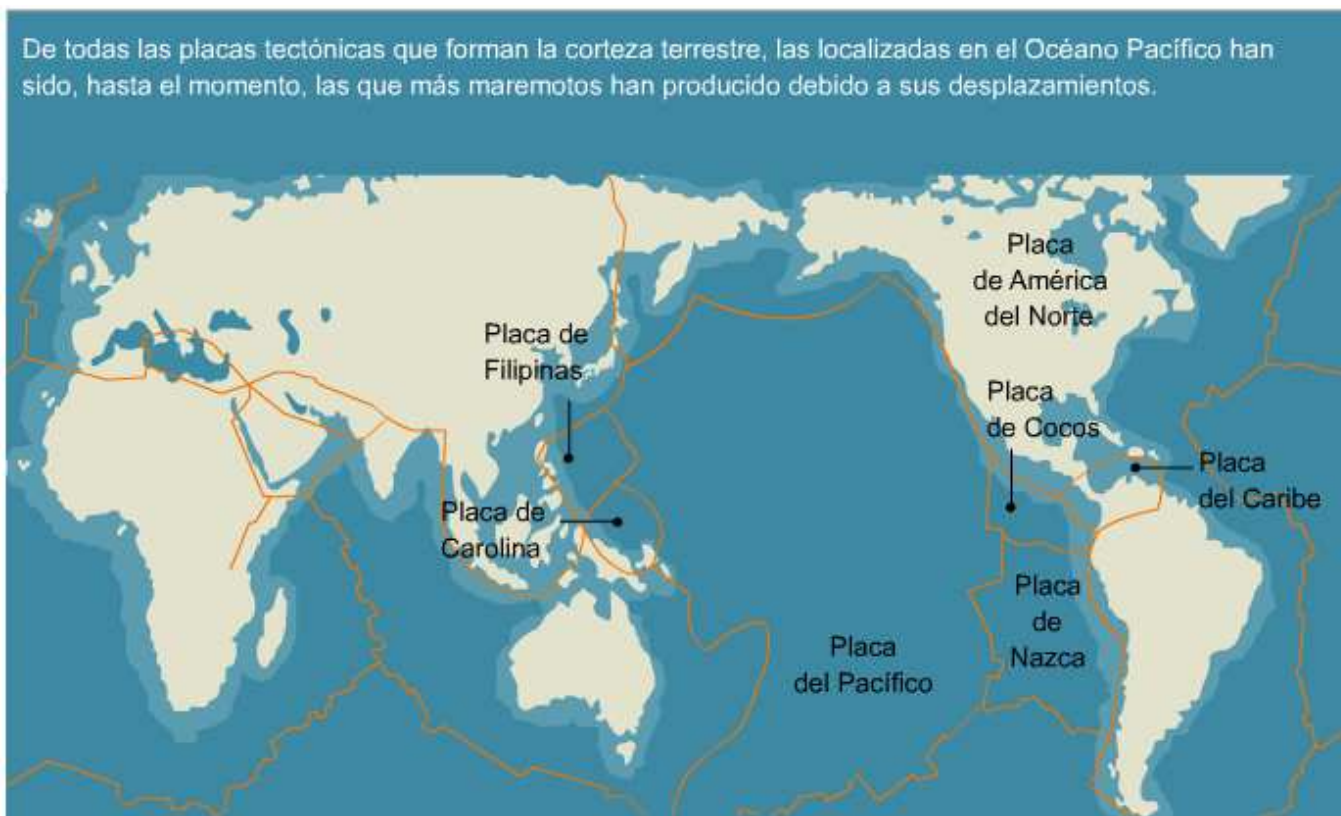 De todas las placas tectónicas que forman la corteza terrestre, las localizadas en el Océano Pacífico han
sido, hasta el momento, las que más maremotos han producido debido a sus desplazamientos.
Placa
de América
del Norte
Placa de
Filipinas
Placa
de Cocos
Placa
del Caribe
Placa de
Carolina
Placa
de
Nazca
Placa
del Pacífico